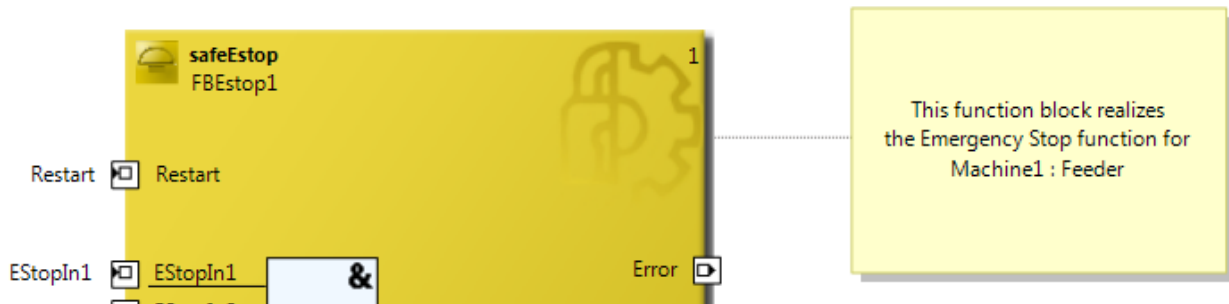 safeEstop
FBEstop1
1
Restart
Restart
EStopIn1
EStopIn1
&
Error
This function block realizes
the Emergency Stop function for
Machine1 : Feeder